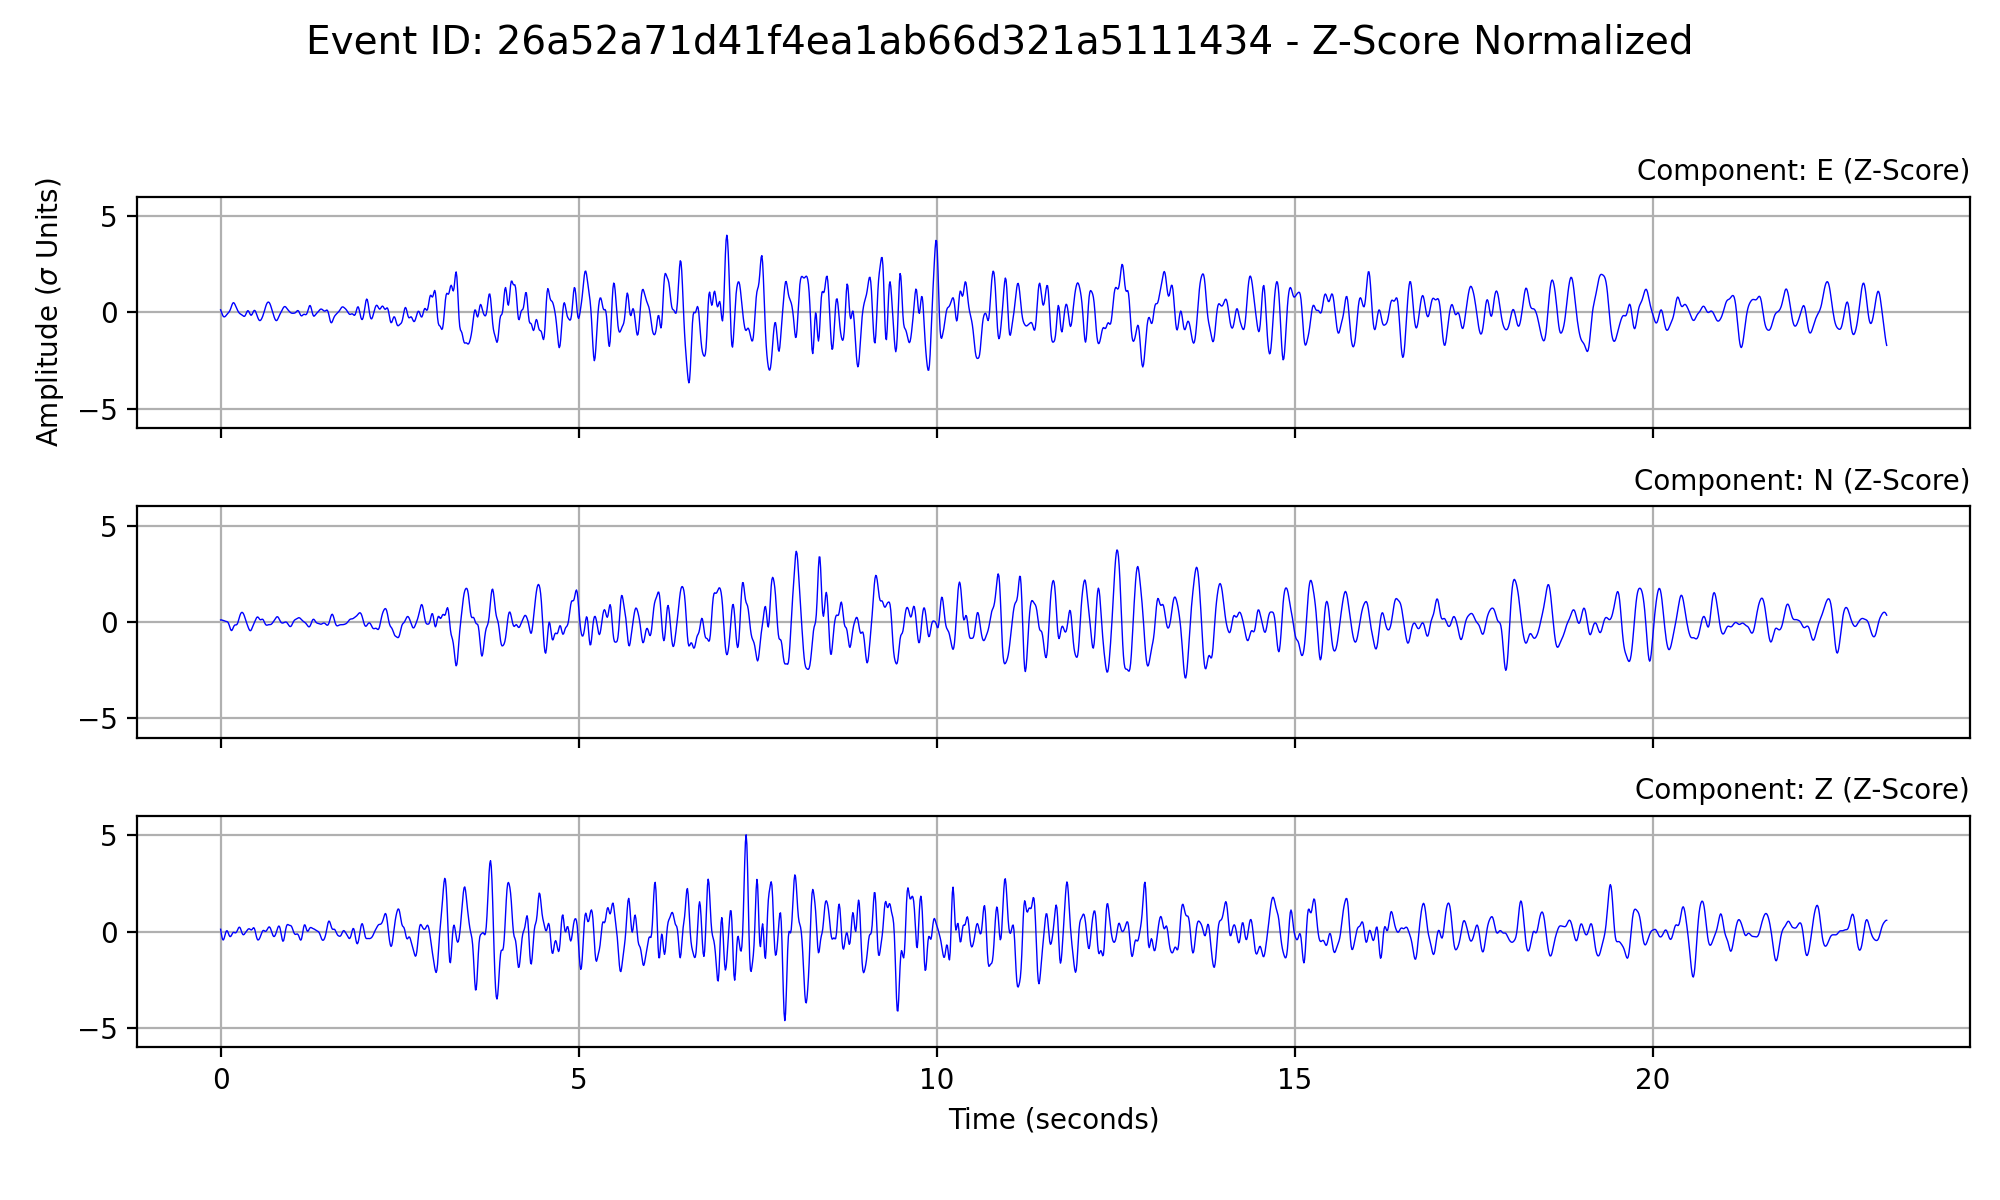 Event ID: 26a52a71d41f4ea1ab66d321a5111434 - Z-Score Normalized
Component: E (Z-Score)
Amplitude (σ Units)
5
0
−5
Component: N (Z-Score)
5
0
−5
Component: Z (Z-Score)
5
0
−5
0 5 10 15 20
Time (seconds)